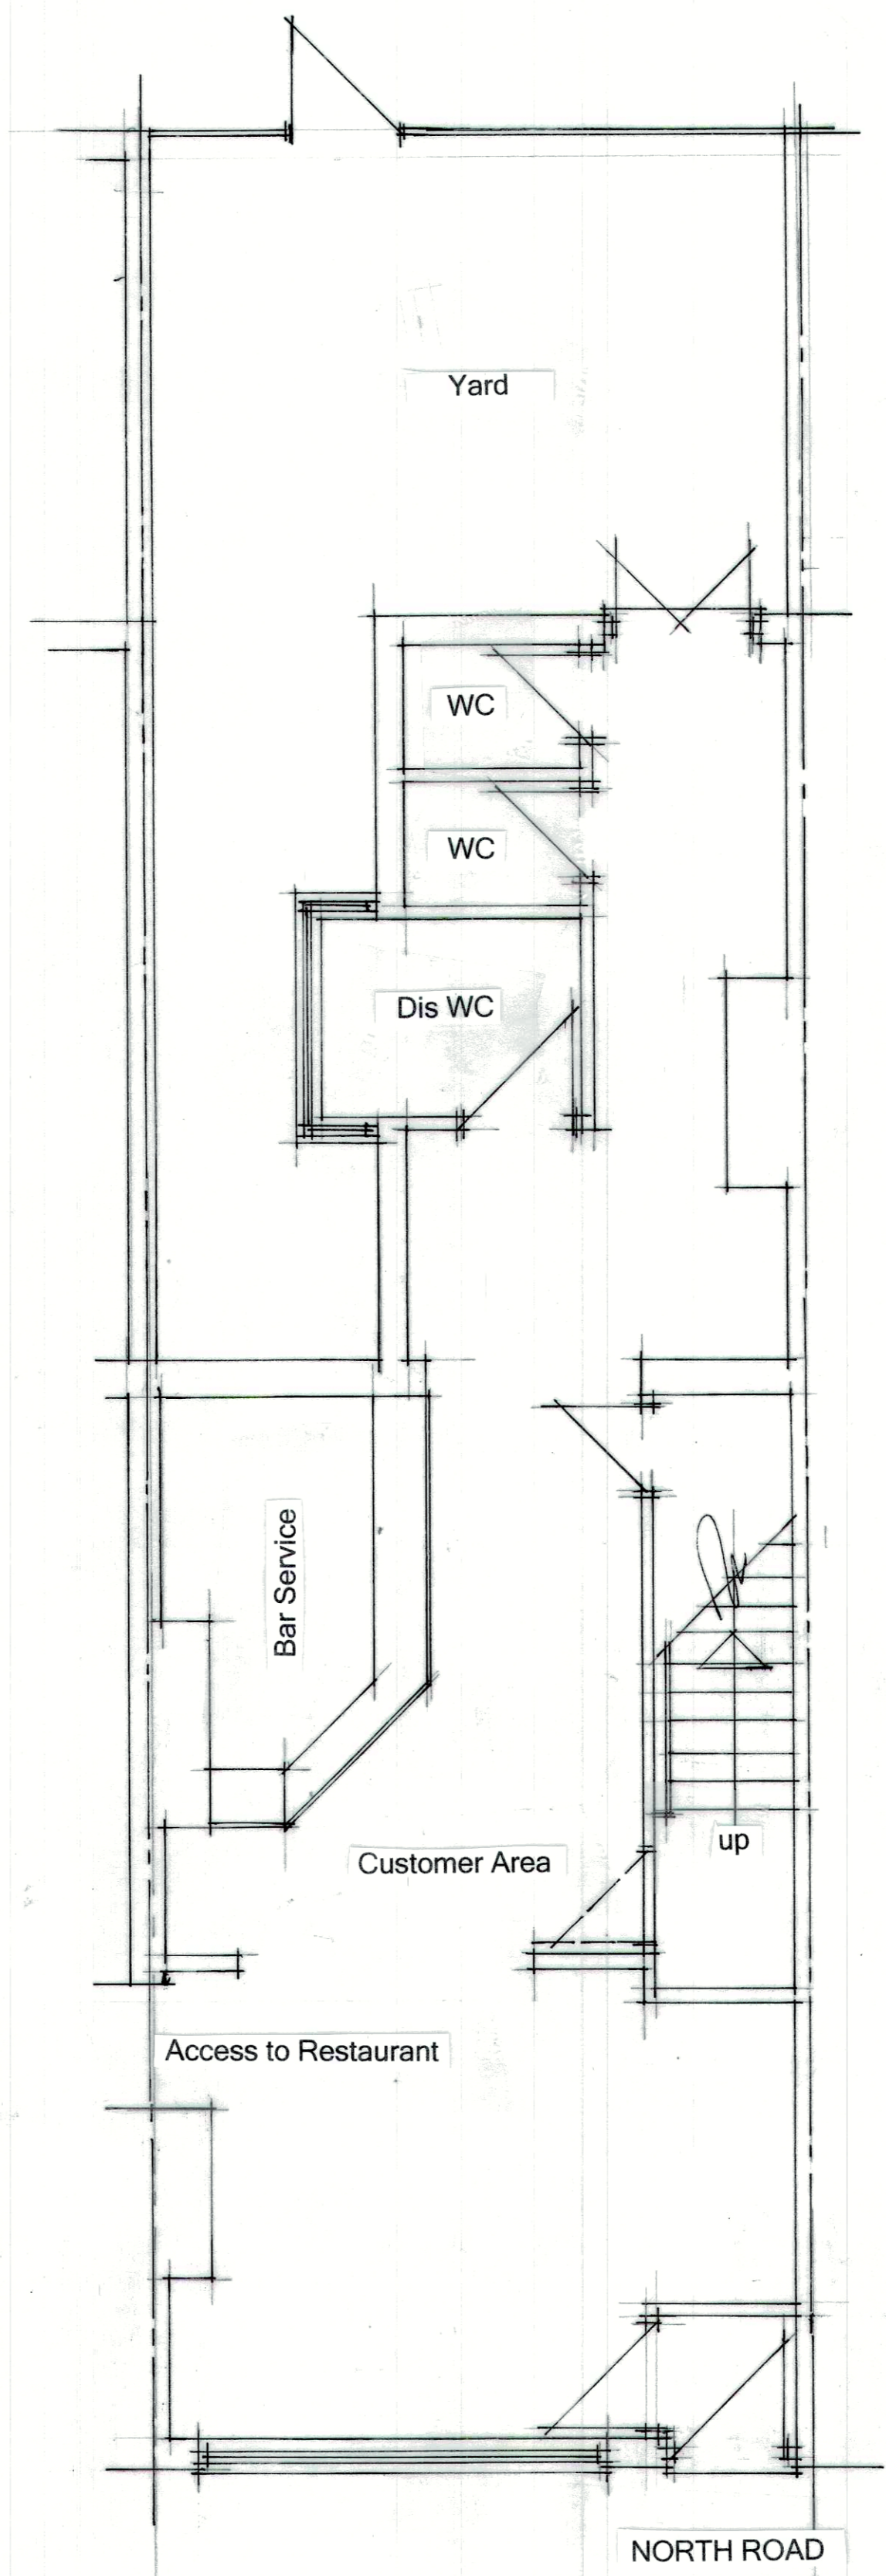 Yard
WC
WC
Dis WC
Bar Service
up
Customer Area
Access to Restaurant
NORTH ROAD